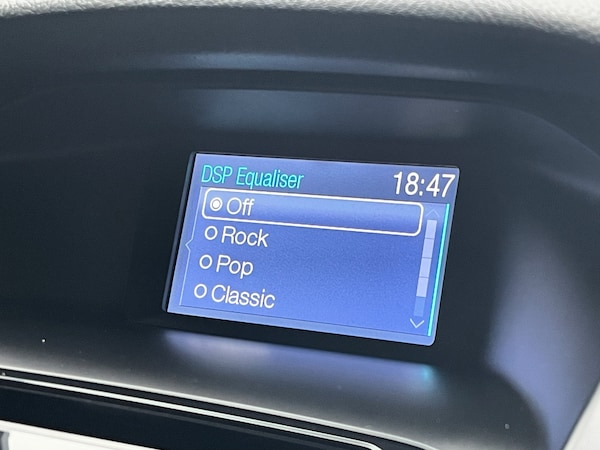 DSP Equaliser 18:47
Off
Rock
Pop
Classic